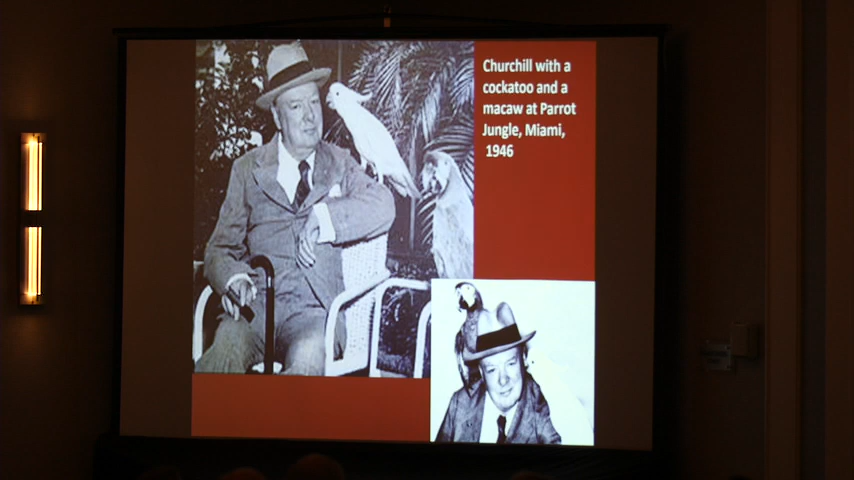 Churchill with a
cockatoo and a
macaw at Parrot
Jungle, Miami,
1946